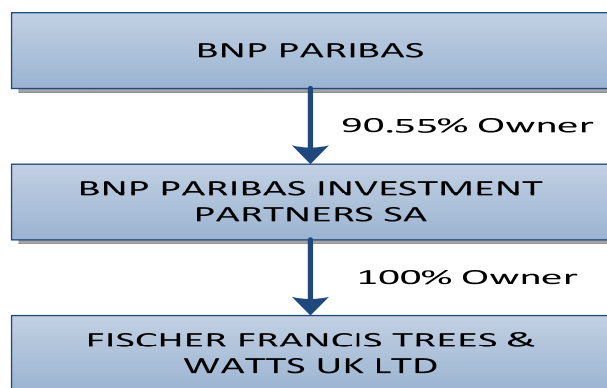 BNP PARIBAS
90.55% Owner
BNP PARIBAS INVESTMENT
PARTNERS SA
100% Owner
FISCHER FRANCIS TREES &
WATTS UK LTD